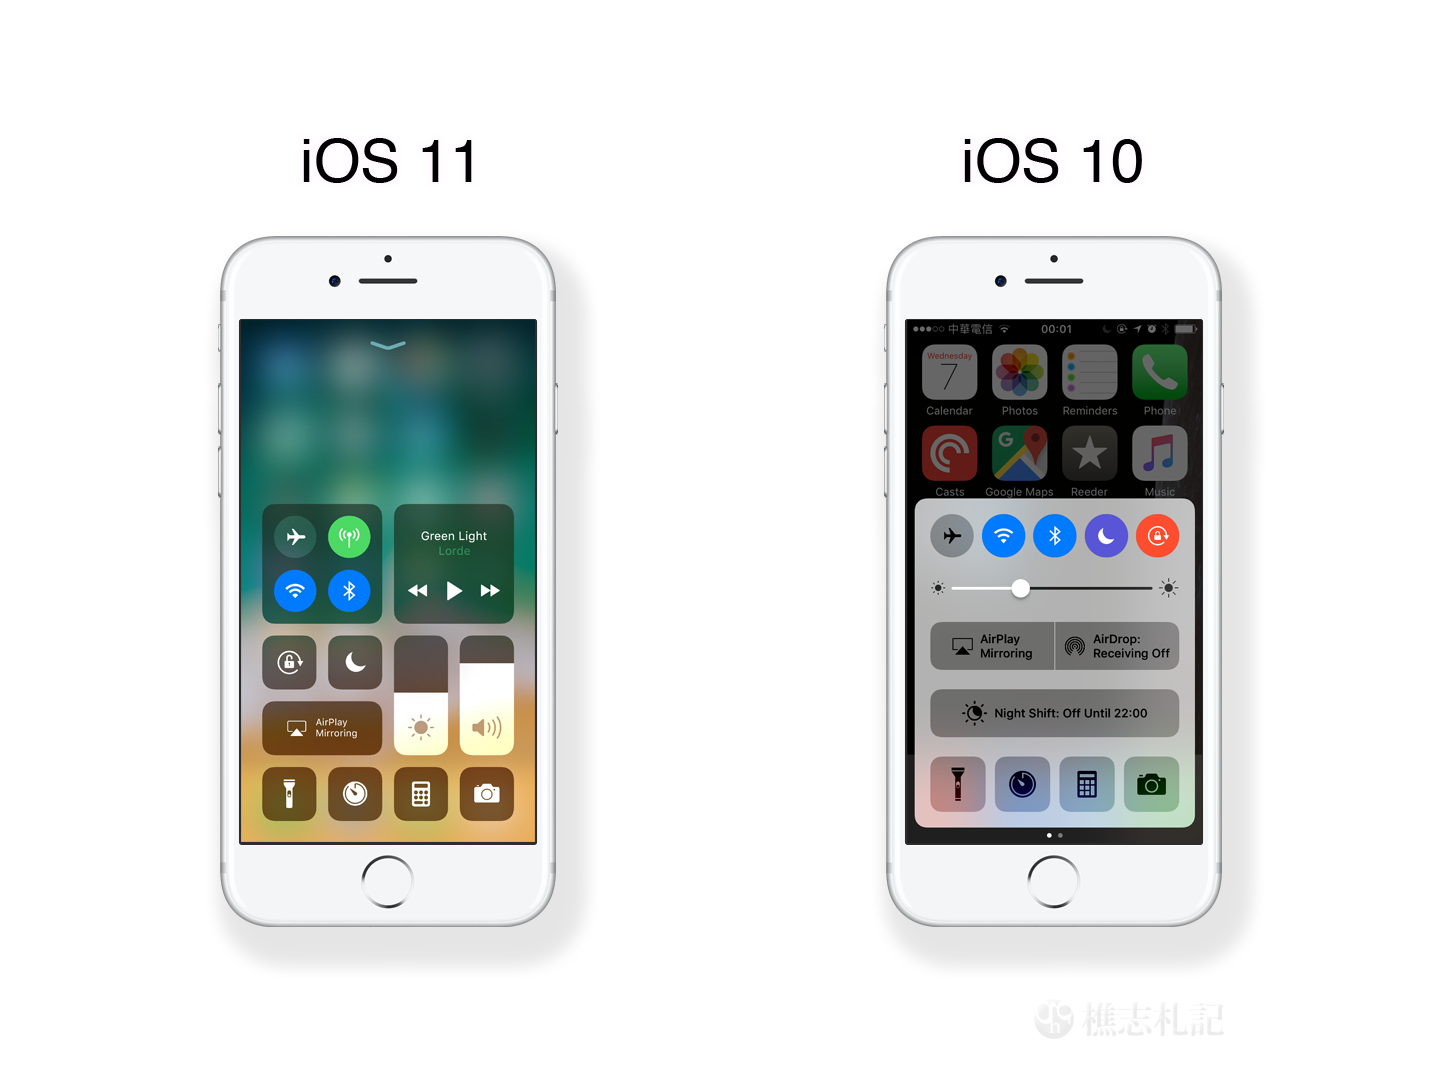 iOS 11
iOS 10
Green Light
Lorde
AirPlay
Mirroring
中華電信
00:01
Wednesday
7
Calendar
Photos
Reminders
Phone
G
Casts
Google Maps
Reeder
Music
AirPlay
Mirroring
AirDrop:
Receiving Off
Night Shift: Off Until 22:00
樵志札記